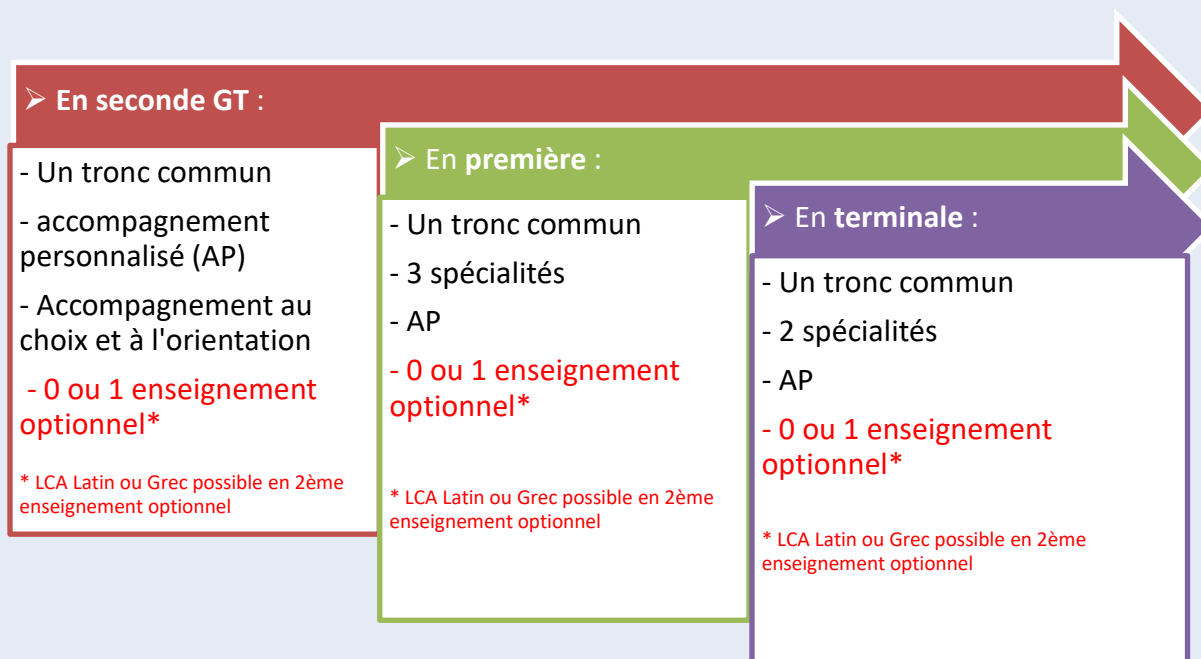 ➢ En seconde GT :
- Un tronc commun
- accompagnement
personnalisé (AP)
- Accompagnement au
choix et à l'orientation
- 0 ou 1 enseignement
optionnel*
* LCA Latin ou Grec possible en 2ème
enseignement optionnel
➢ En première :
- Un tronc commun
- 3 spécialités
- AP
- 0 ou 1 enseignement
optionnel*
* LCA Latin ou Grec possible en 2ème
enseignement optionnel
➢ En terminale :
- Un tronc commun
- 2 spécialités
- AP
- 0 ou 1 enseignement
optionnel*
* LCA Latin ou Grec possible en 2ème
enseignement optionnel